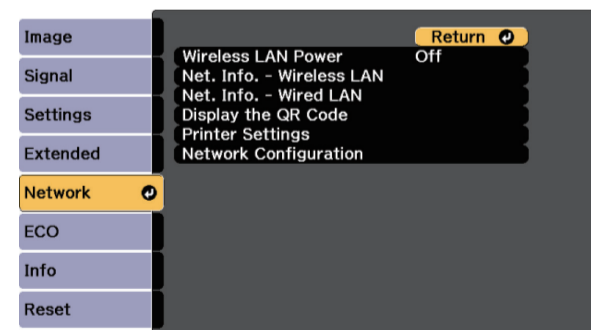 Image
Signal
Settings
Extended
Network
ECO
Info
Reset
Return
Wireless LAN Power Off
Net. Info. - Wireless LAN
Net. Info. - Wired LAN
Display the QR Code
Printer Settings
Network Configuration